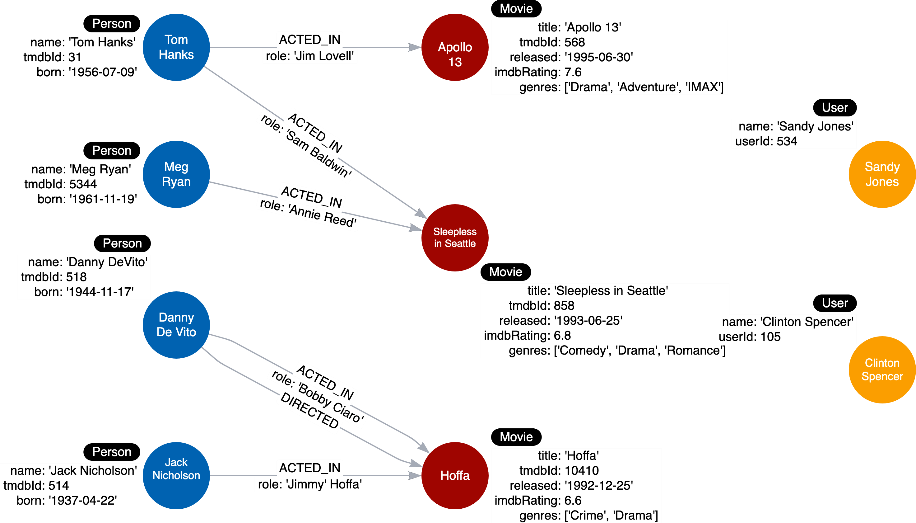 Person
name: 'Tom Hanks'
tmdbId: 31
born: '1956-07-09'
Tom
Hanks
ACTED_IN
role: 'Jim Lovell'
Apollo
13
Movie
title: 'Apollo 13'
tmdbId: 568
released: '1995-06-30'
imdbRating: 7.6
genres: ['Drama', 'Adventure', 'IMAX']
ACTED_IN
role: 'Sam Baldwin'
User
name: 'Sandy Jones'
userId: 534
Sandy
Jones
Person
name: 'Meg Ryan'
tmdbId: 5344
born: '1961-11-19'
Meg
Ryan
ACTED_IN
role: 'Annie Reed'
Sleepless
in Seattle
Movie
title: 'Sleepless in Seattle'
tmdbId: 858
released: '1993-06-25'
imdbRating: 6.8
genres: ['Comedy', 'Drama', 'Romance']
Person
name: 'Danny DeVito'
tmdbId: 518
born: '1944-11-17'
Danny
De Vito
ACTED_IN
role: 'Bobby Ciaro'
DIRECTED
User
name: 'Clinton Spencer'
userId: 105
Clinton
Spencer
Person
name: 'Jack Nicholson'
tmdbId: 514
born: '1937-04-22'
Jack
Nicholson
ACTED_IN
role: 'Jimmy' Hoffa'
Hoffa
Movie
title: 'Hoffa'
tmdbId: 10410
released: '1992-12-25'
imdbRating: 6.6
genres: ['Crime', 'Drama']